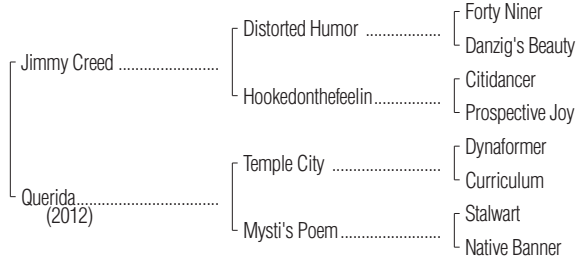 Forty Niner
Distorted Humor ..................
Danzig's Beauty
Jimmy Creed ........................
Citidancer
Hookedonthefeelin................
Prospective Joy
Dynaformer
Temple City ..........................
Curriculum
Querida..................................
(2012)
Stalwart
Mysti's Poem........................
Native Banner